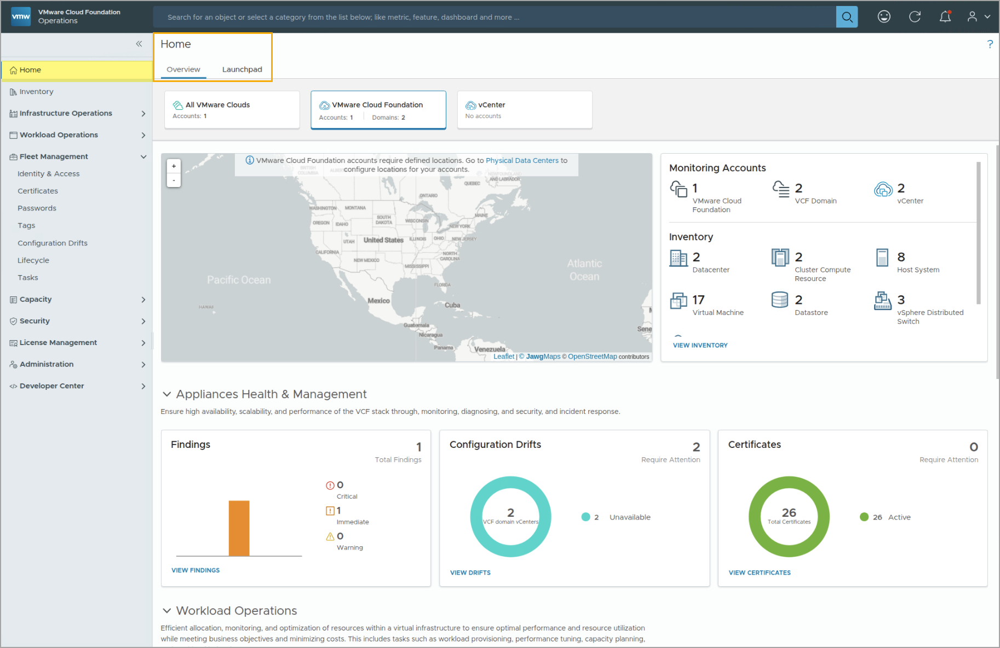 vmw
VMware Cloud Foundation
Operations
Search for an object or select a category from the list below; like metric, feature, dashboard and more ...
Home
Inventory
Infrastructure Operations
Workload Operations
Fleet Management
Identity & Access
Certificates
Passwords
Tags
Configuration Drifts
Lifecycle
Tasks
Capacity
Security
License Management
Administration
Developer Center
Home
?
Overview
Launchpad
All VMware Clouds
Accounts: 1
VMware Cloud Foundation
Accounts: 1 | Domains: 2
vCenter
No accounts
+
-
VMware Cloud Foundation accounts require defined locations. Go to Physical Data Centers to
configure locations for your accounts.
BRITISH
COLUMBIA
NEWFOUNDLAND
AND LABRADOR
QUEBEC
ONTARIO
WASHINGTON
MONTANA
SOUTH
DAKOTA
WISCONSIN
MAINE
OREGON
IDAHO
NEW YORK
UTAH
United States
ILLINOIS
OHIO
NEW JERSEY
CALIFORNIA
NORTH
CAROLINA
NEW MEXICO
MISSISSIPPI
Atlantic
Ocean
Pacific Ocean
FLORIDA
Mexico
Cuba
HAWAII
Guatemala
Nicaragua
Sene
Panama
Venezuela
Leaflet | © JawgMaps © OpenStreetMap contributors
Monitoring Accounts
1
VMware Cloud
Foundation
2
VCF Domain
2
vCenter
Inventory
2
Datacenter
2
Cluster Compute
Resource
8
Host System
17
Virtual Machine
2
Datastore
3
vSphere Distributed
Switch
VIEW INVENTORY
Appliances Health & Management
Ensure high availability, scalability, and performance of the VCF stack through, monitoring, diagnosing, and security, and incident response.
Findings
1
Total Findings
0
Critical
1
Immediate
0
Warning
VIEW FINDINGS
Configuration Drifts
2
Require Attention
2
VCF domain vCenters
2 Unavailable
VIEW DRIFTS
Certificates
0
Require Attention
26
Total Certificates
26 Active
VIEW CERTIFICATES
Workload Operations
Efficient allocation, monitoring, and optimization of resources within a virtual infrastructure to ensure optimal performance and resource utilization
while meeting business objectives and minimizing costs. This includes tasks such as workload provisioning, performance tuning, capacity planning,